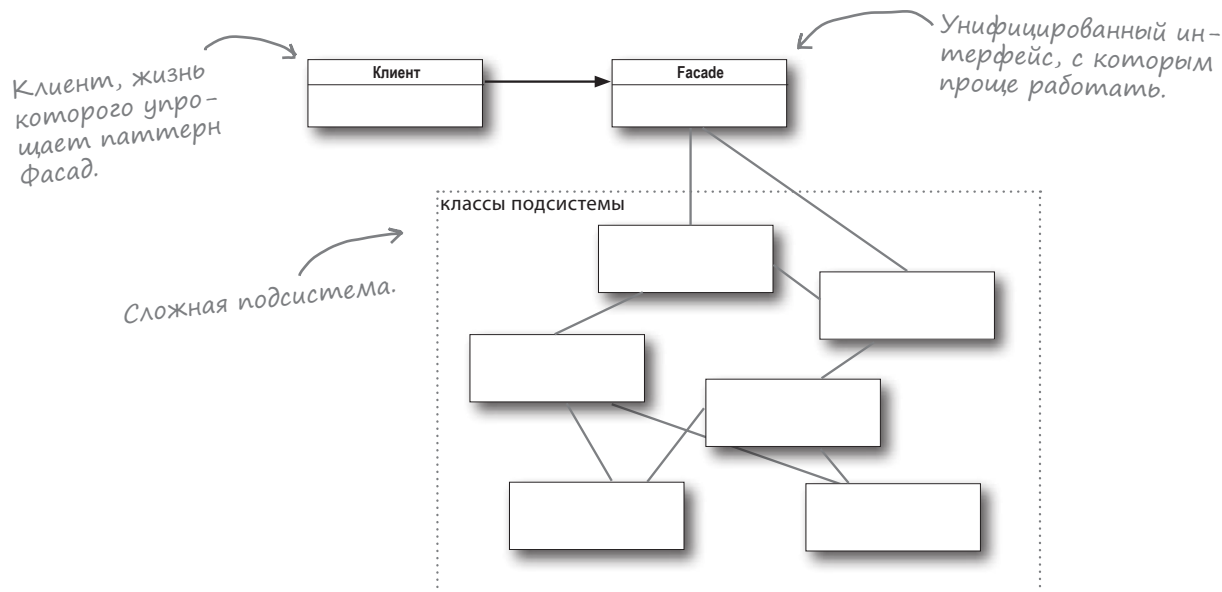 Клиент, жизнь
которого упро-
щает паттерн
Фасад.
Клиент
Facade
Унифицированный ин-
терфейс, с которым
проще работать.
классы подсистемы
Сложная подсистема.